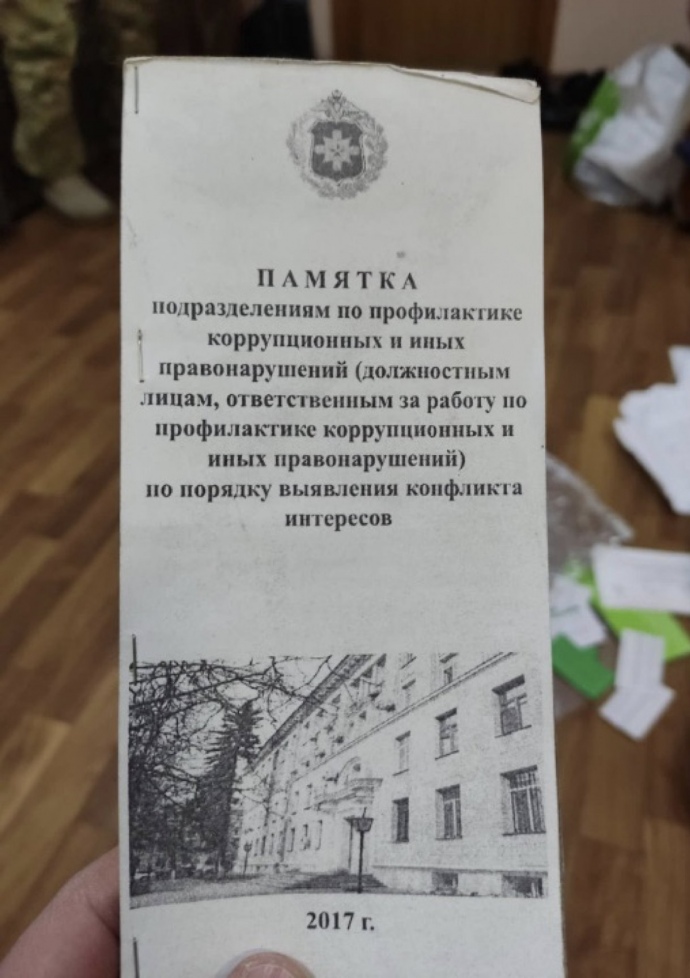 ПАМЯТКА
подразделениям по профилактике
коррупционных и иных
правонарушений (должностным
лицам, ответственным за работу по
профилактике коррупционных и
иных правонарушений)
по порядку выявления конфликта
интересов
2017 г.